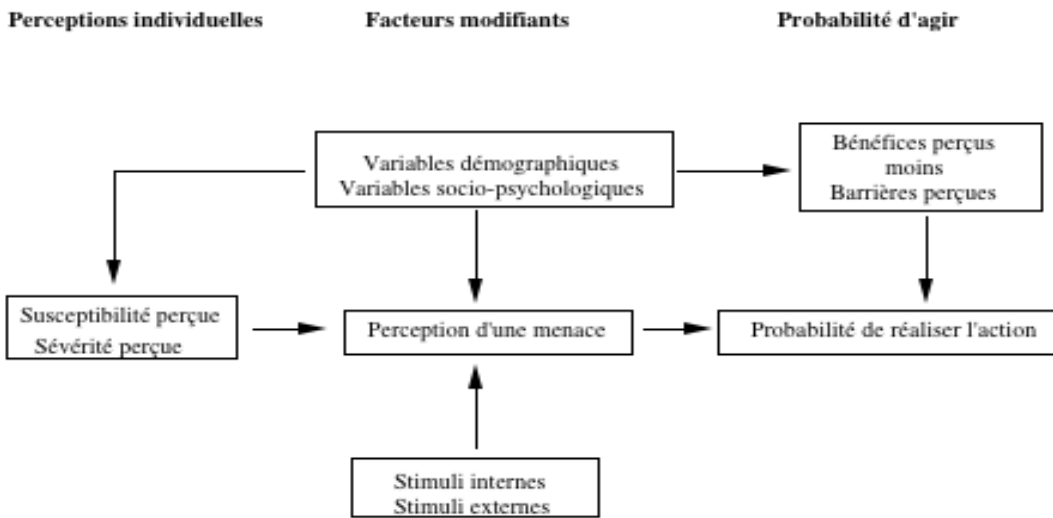 Perceptions individuelles
Facteurs modifiants
Probabilité d'agir
Variables démographiques
Variables socio-psychologiques
Bénéfices perçus
moins
Barrières perçues
Susceptibilité perçue
Sévérité perçue
Perception d'une menace
Probabilité de réaliser l'action
Stimuli internes
Stimuli externes